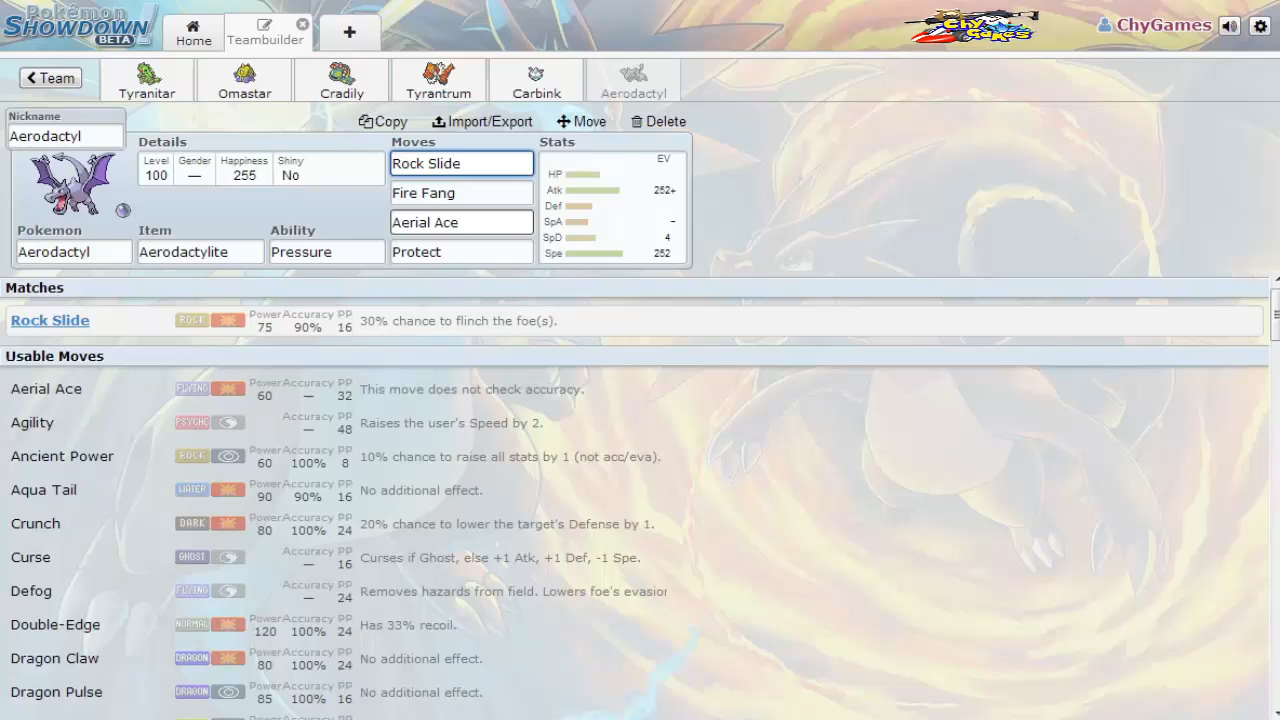 Pokémon
SHOWDOWN!
BETA
Home
Teambuilder
+
Chy
Games
ChyGames
Team
Tyranitar
Omastar
Cradily
Tyrantrum
Carbink
Aerodactyl
Nickname
Aerodactyl
Copy
Import/Export
Move
Delete
Details
Level
100
Gender
—
Happiness
255
Shiny
No
Pokemon
Aerodactyl
Item
Aerodactylite
Ability
Pressure
Moves
Rock Slide
Fire Fang
Aerial Ace
Protect
Stats
EV
HP
Atk 252+
Def
SpA –
SpD 4
Spe 252
Matches
Rock Slide ROCK Power 75 Accuracy 90% PP 16 30% chance to flinch the foe(s).
Usable Moves
Aerial Ace FLYING Power 60 Accuracy — PP 32 This move does not check accuracy.
Agility PSYCHC Accuracy — PP 48 Raises the user's Speed by 2.
Ancient Power ROCK Power 60 Accuracy 100% PP 8 10% chance to raise all stats by 1 (not acc/eva).
Aqua Tail WATER Power 90 Accuracy 90% PP 16 No additional effect.
Crunch DARK Power 80 Accuracy 100% PP 24 20% chance to lower the target's Defense by 1.
Curse GHOST Accuracy — PP 16 Curses if Ghost, else +1 Atk, +1 Def, -1 Spe.
Defog FLYING Accuracy — PP 24 Removes hazards from field. Lowers foe's evasion
Double-Edge NORMAL Power 120 Accuracy 100% PP 24 Has 33% recoil.
Dragon Claw DRAGON Power 80 Accuracy 100% PP 24 No additional effect.
Dragon Pulse DRAGON Power 85 Accuracy 100% PP 16 No additional effect.